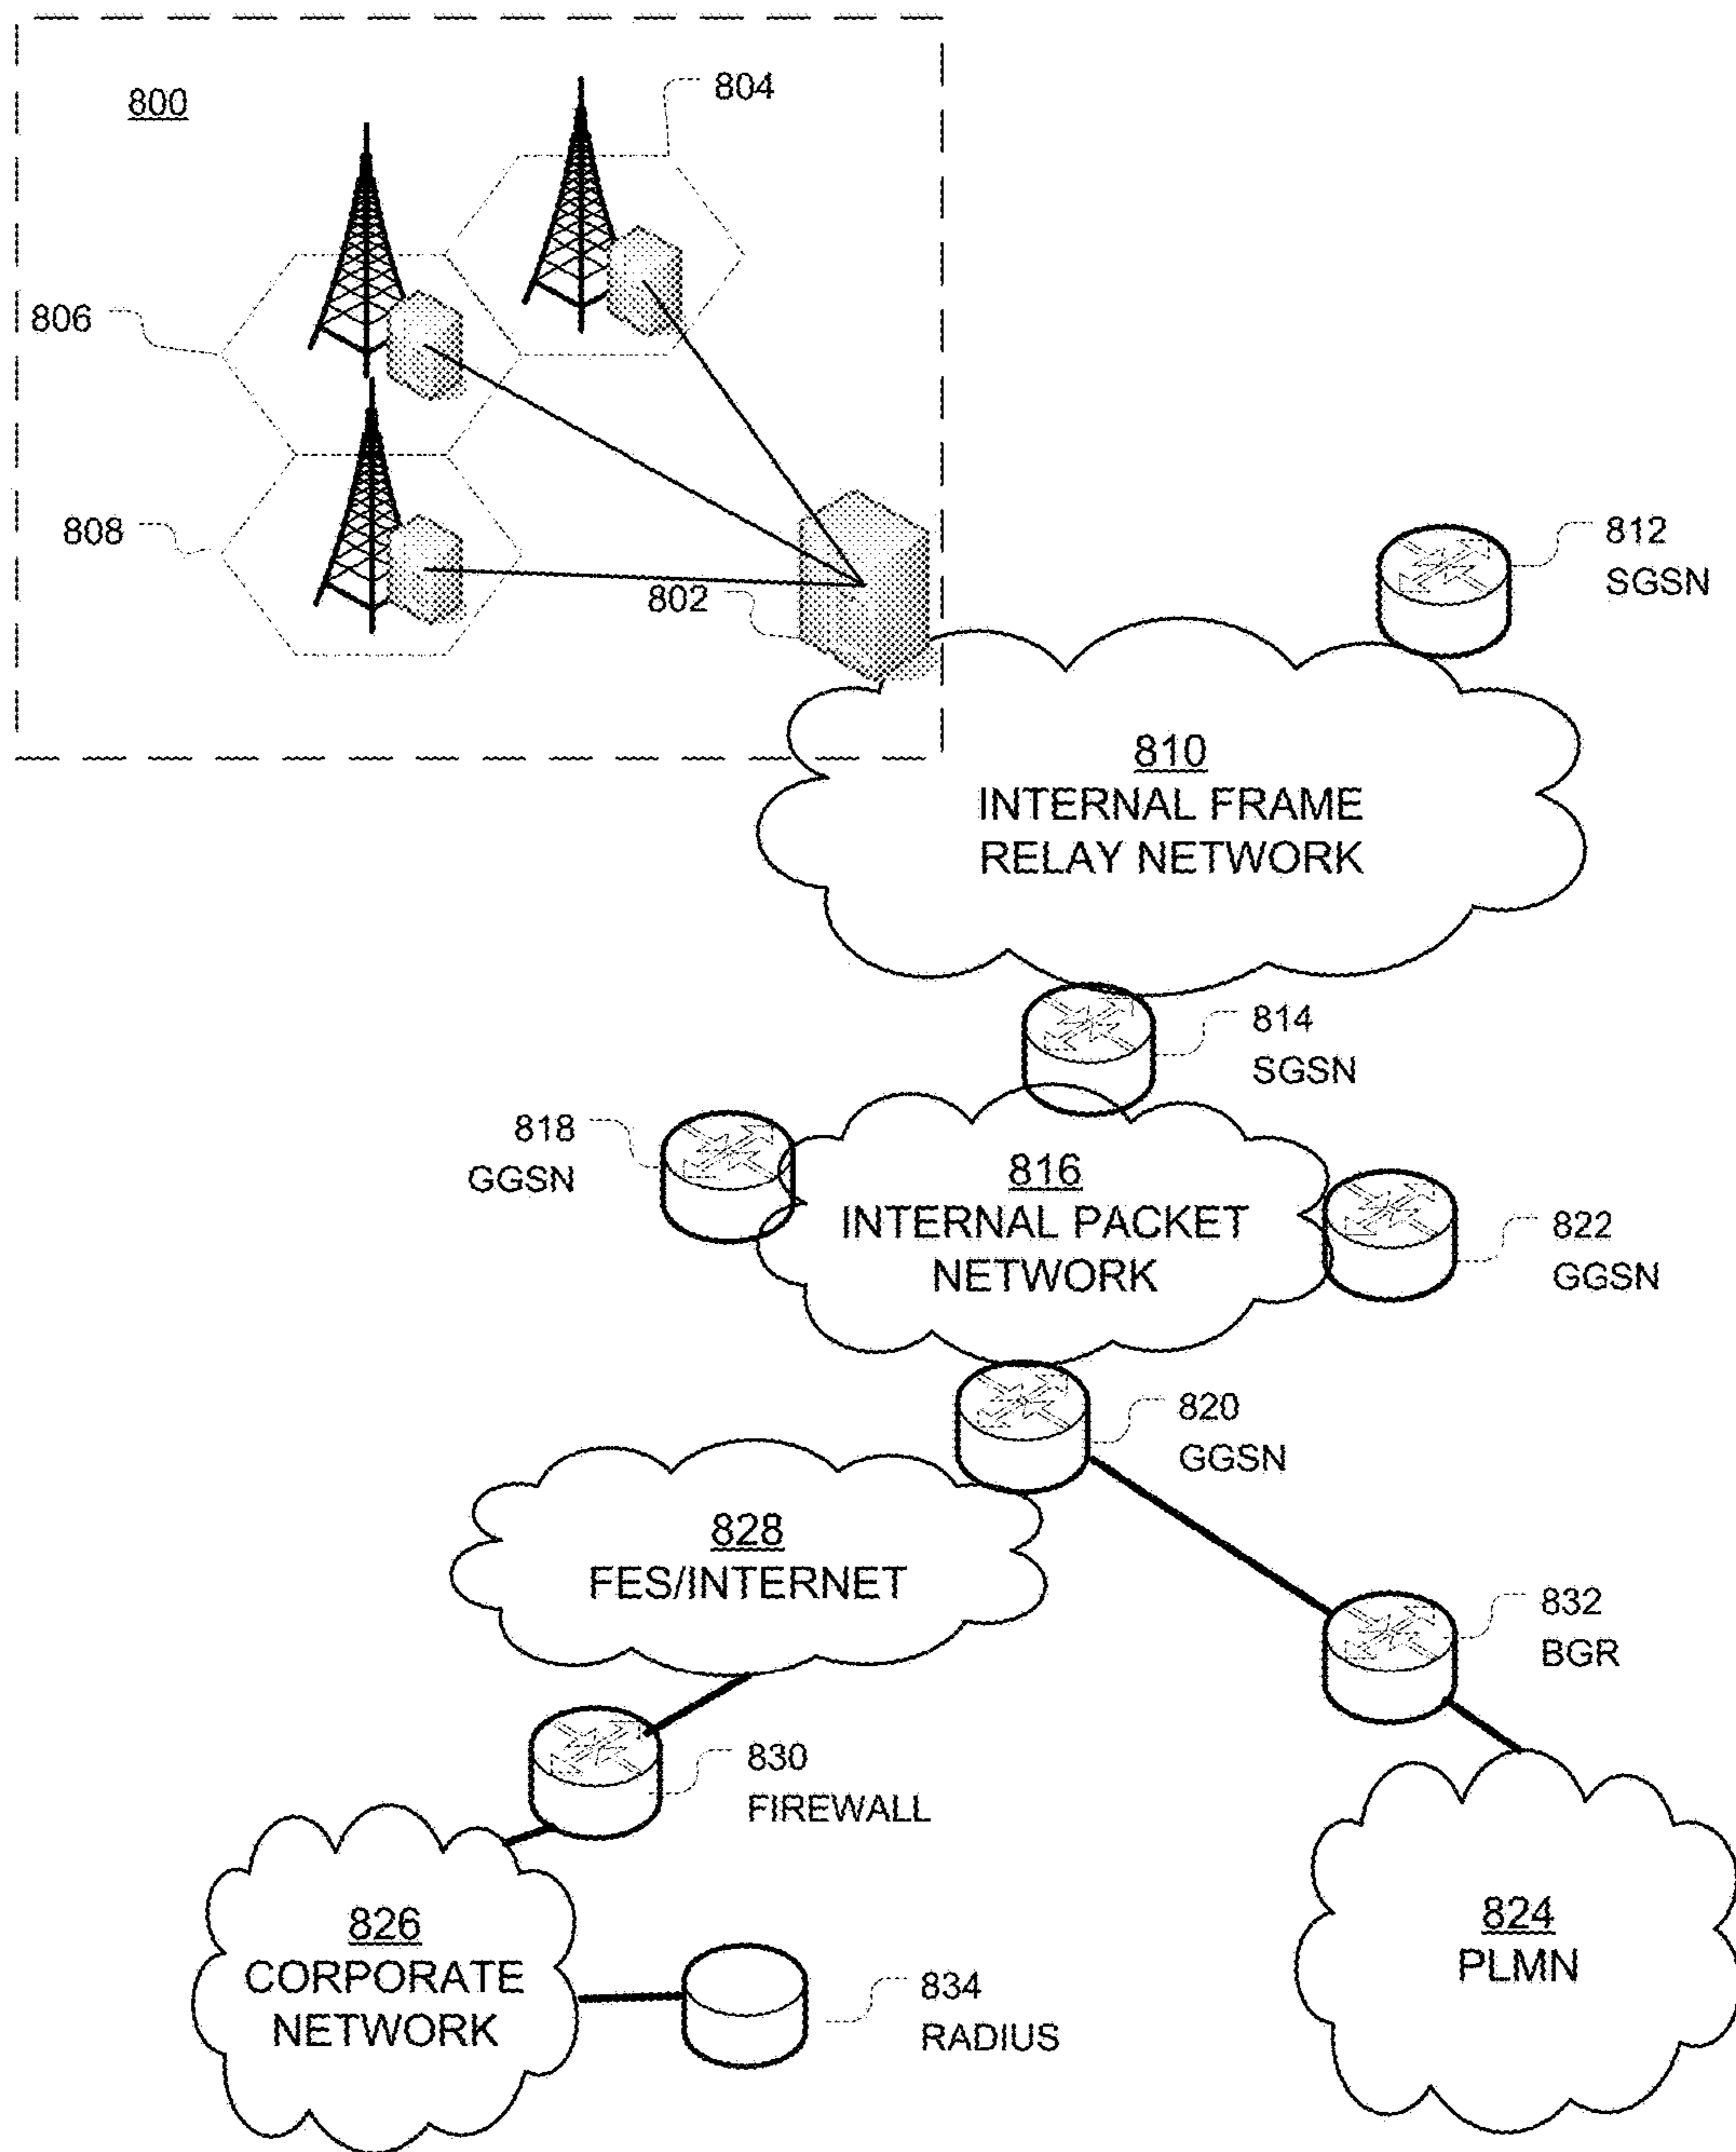 800
804
806
808
802
812
SGSN
810
INTERNAL FRAME
RELAY NETWORK
814
SGSN
818
GGSN
816
INTERNAL PACKET
NETWORK
822
GGSN
820
GGSN
828
FES/INTERNET
832
BGR
830
FIREWALL
826
CORPORATE
NETWORK
834
RADIUS
824
PLMN